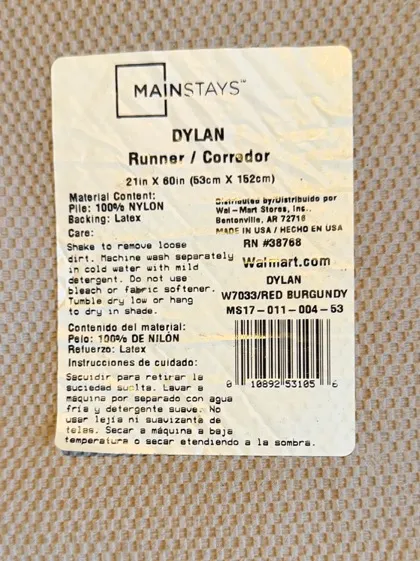 MAINSTAYS™
DYLAN
Runner / Corredor
21in X 60in (53cm X 152cm)
Material Content:
Pile: 100% NYLON
Backing: Latex
Care:
Shake to remove loose
dirt. Machine wash separately
in cold water with mild
detergent. Do not use
bleach or fabric softener.
Tumble dry low or hang
to dry in shade.
Distributed by/Distribuido por
Wal-Mart Stores, Inc.,
Bentonville, AR 72716
MADE IN USA / HECHO EN USA
RN #38768
Walmart.com
DYLAN
W7033/RED BURGUNDY
MS17-011-004-53
0 10892 53105 6
Contenido del material:
Pelo: 100% DE NILÓN
Refuerzo: Latex
Instrucciones de cuidado:
Sacudir para retirar la
suciedad suelta. Lavar a
máquina por separado con agua
fría y detergente suave. No
usar lejía ni suavizante de
telas. Secar a máquina a baja
temperatura o secar atendiendo a la sombra.